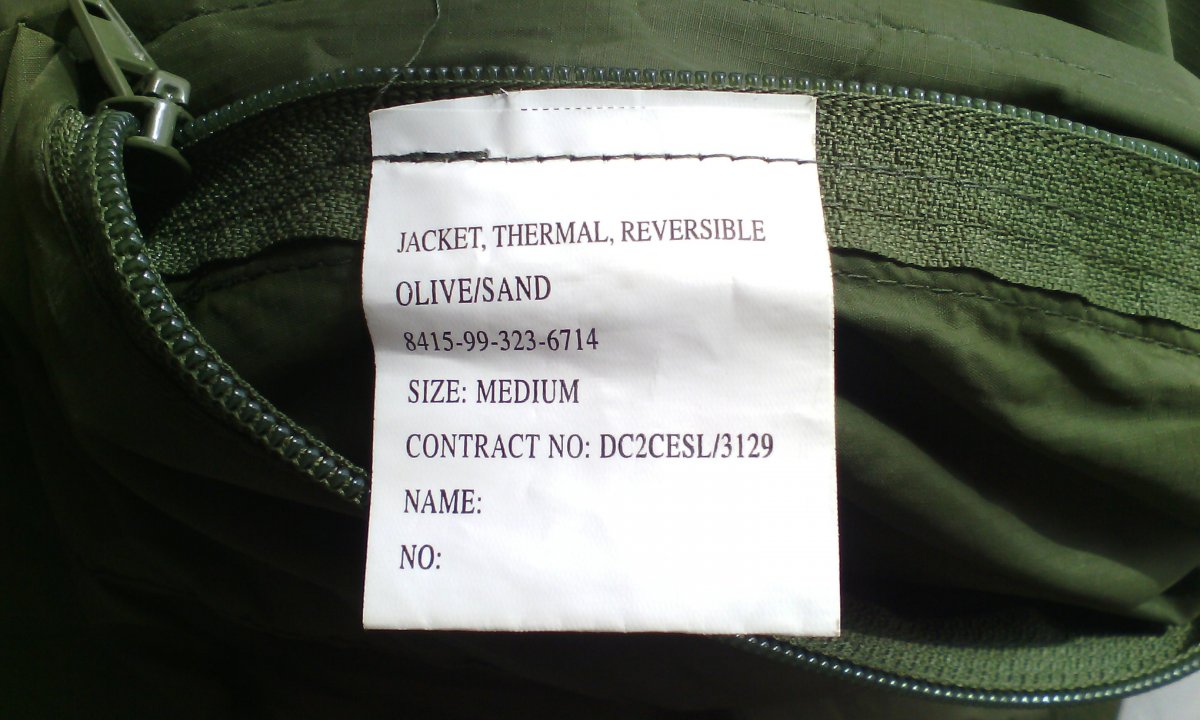 JACKET, THERMAL, REVERSIBLE
OLIVE/SAND
8415-99-323-6714
SIZE: MEDIUM
CONTRACT NO: DC2CESL/3129
NAME:
NO: